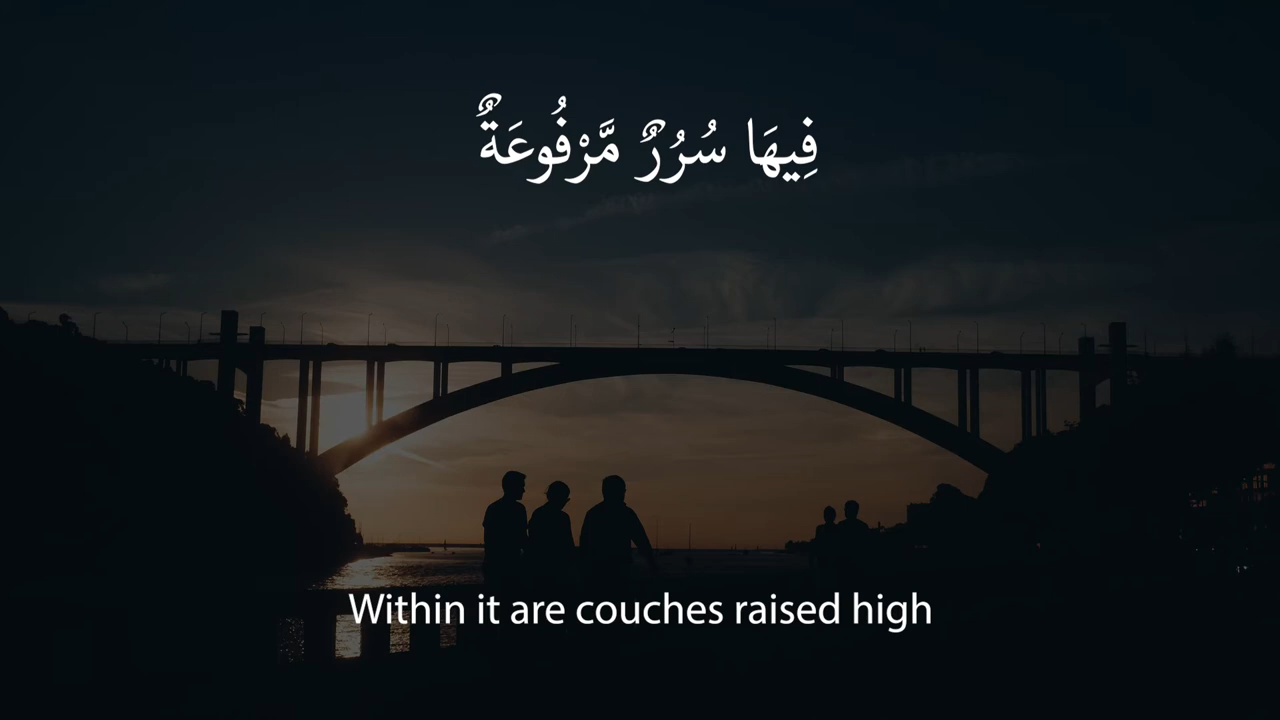 فِيهَا سُرُرٌ مَّرْفُوعَةٌ
Within it are couches raised high